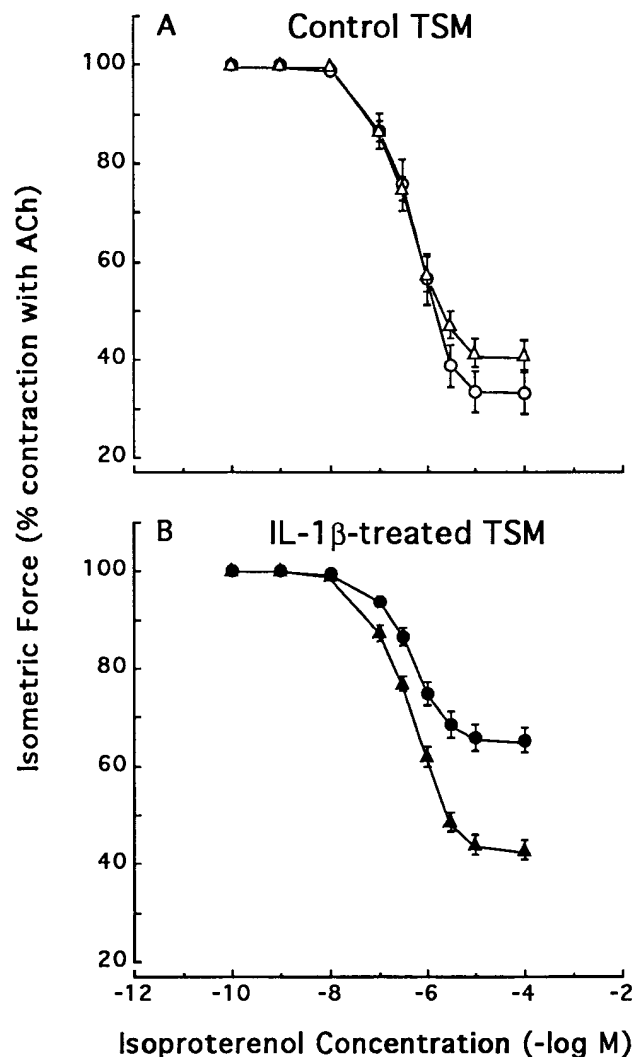 A Control TSM
100
80
60
40
20
B IL-1β-treated TSM
100
80
60
40
20
-12 -10 -8 -6 -4 -2
Isoproterenol Concentration (-log M)
Isometric Force (% contraction with ACh)